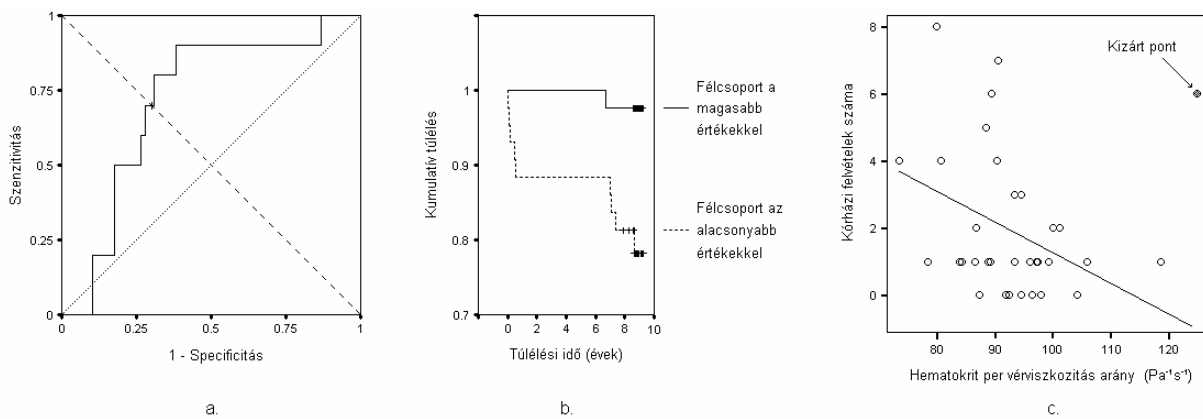 1
0.75
0.5
0.25
0
Szenzitivitás
0
0.25
0.5
0.75
1
1 - Specificitás
a.
1
0.9
0.8
0.7
Kumulatív túlélés
0
2
4
6
8
10
Túlélési idő (évek)
Félcsoport a
magasabb
értékekkel
Félcsoport az
alacsonyabb
értékekkel
b.
8
6
4
2
0
Kórházi felvételek száma
Kizárt pont
80
90
100
110
120
Hematokrit per vérviszkozitás arány (Pa⁻¹s⁻¹)
c.